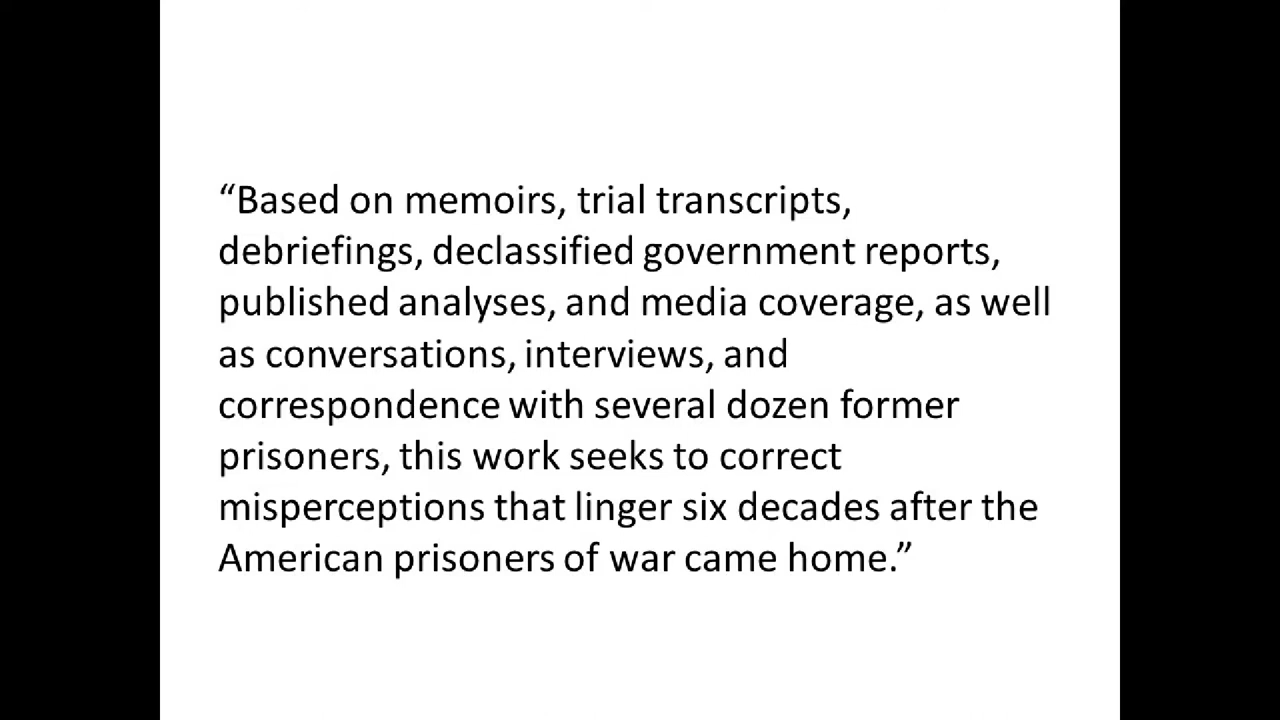 “Based on memoirs, trial transcripts,
debriefings, declassified government reports,
published analyses, and media coverage, as well
as conversations, interviews, and
correspondence with several dozen former
prisoners, this work seeks to correct
misperceptions that linger six decades after the
American prisoners of war came home.”